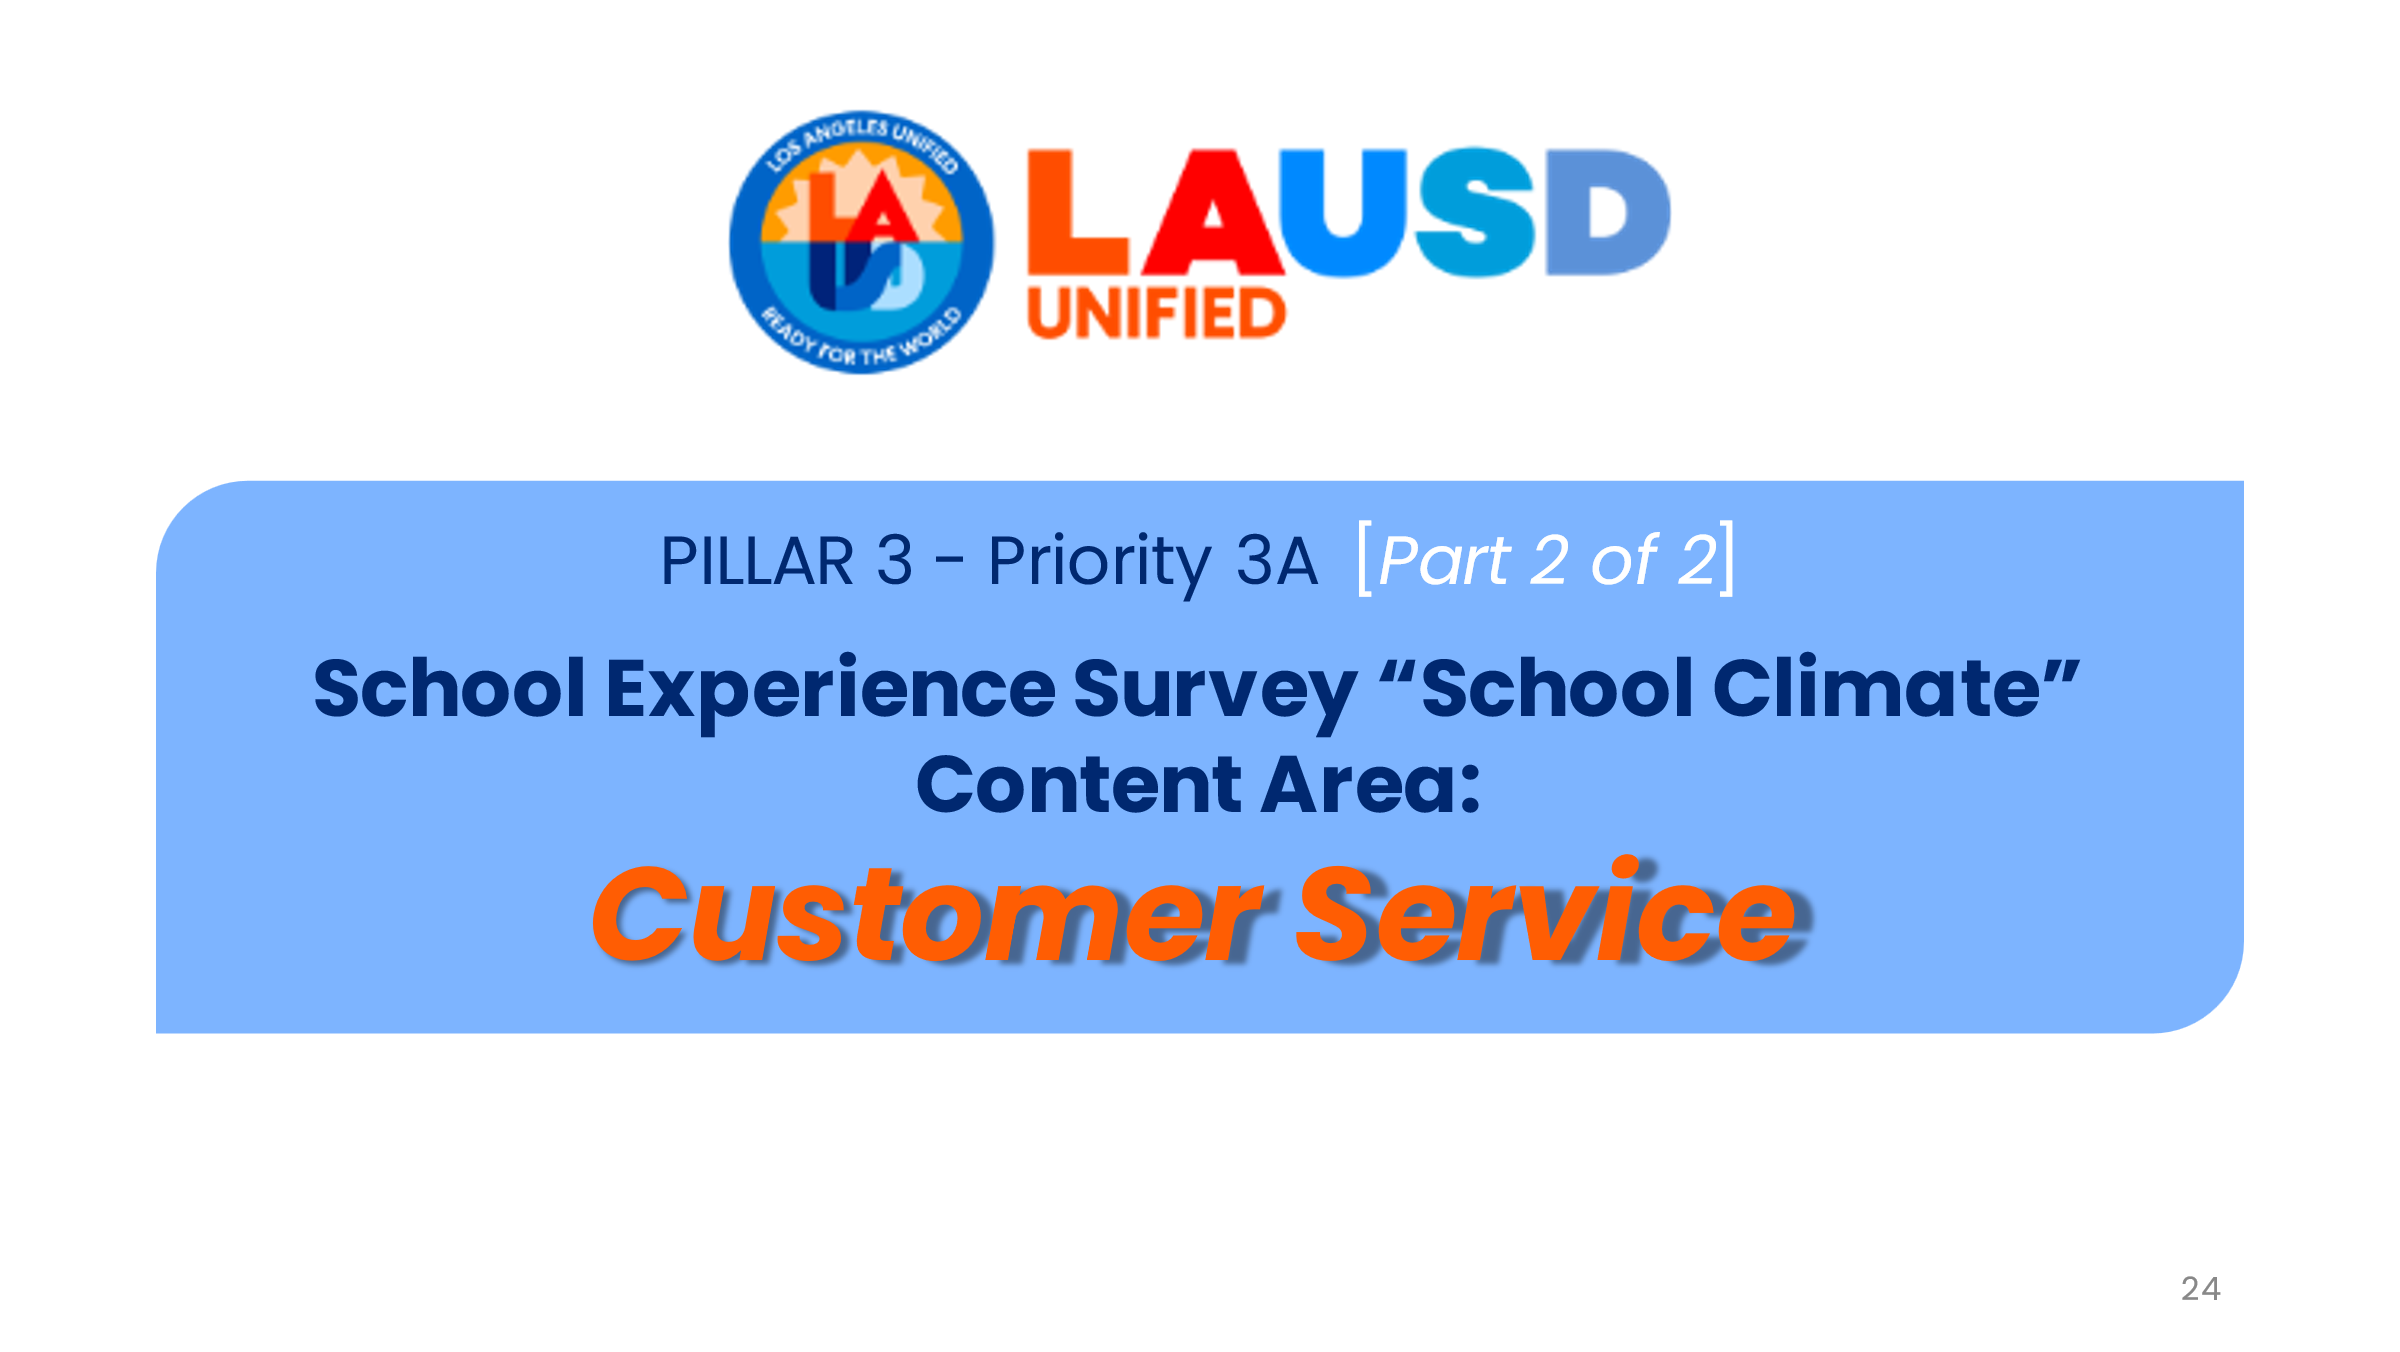 LOS ANGELES UNIFIED
LAUSD
READY FOR THE WORLD
LAUSD
UNIFIED
PILLAR 3 - Priority 3A [Part 2 of 2]
School Experience Survey “School Climate”
Content Area:
Customer Service
24